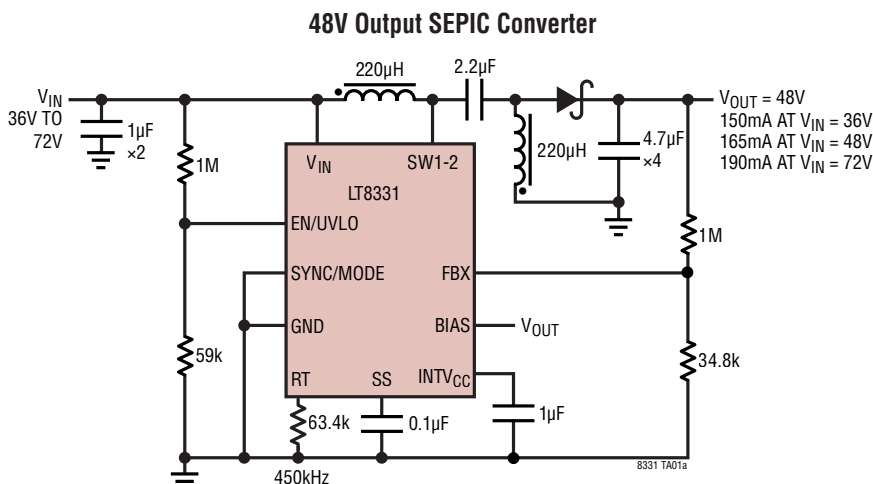 48V Output SEPIC Converter
220µH
2.2µF
VIN
36V TO
72V
1µF
×2
1M
VIN
SW1-2
LT8331
220µH
4.7µF
×4
VOUT = 48V
150mA AT VIN = 36V
165mA AT VIN = 48V
190mA AT VIN = 72V
EN/UVLO
1M
SYNC/MODE
FBX
GND
BIAS
VOUT
59k
34.8k
RT
SS
INTVCC
63.4k
0.1µF
1µF
450kHz
8331 TA01a